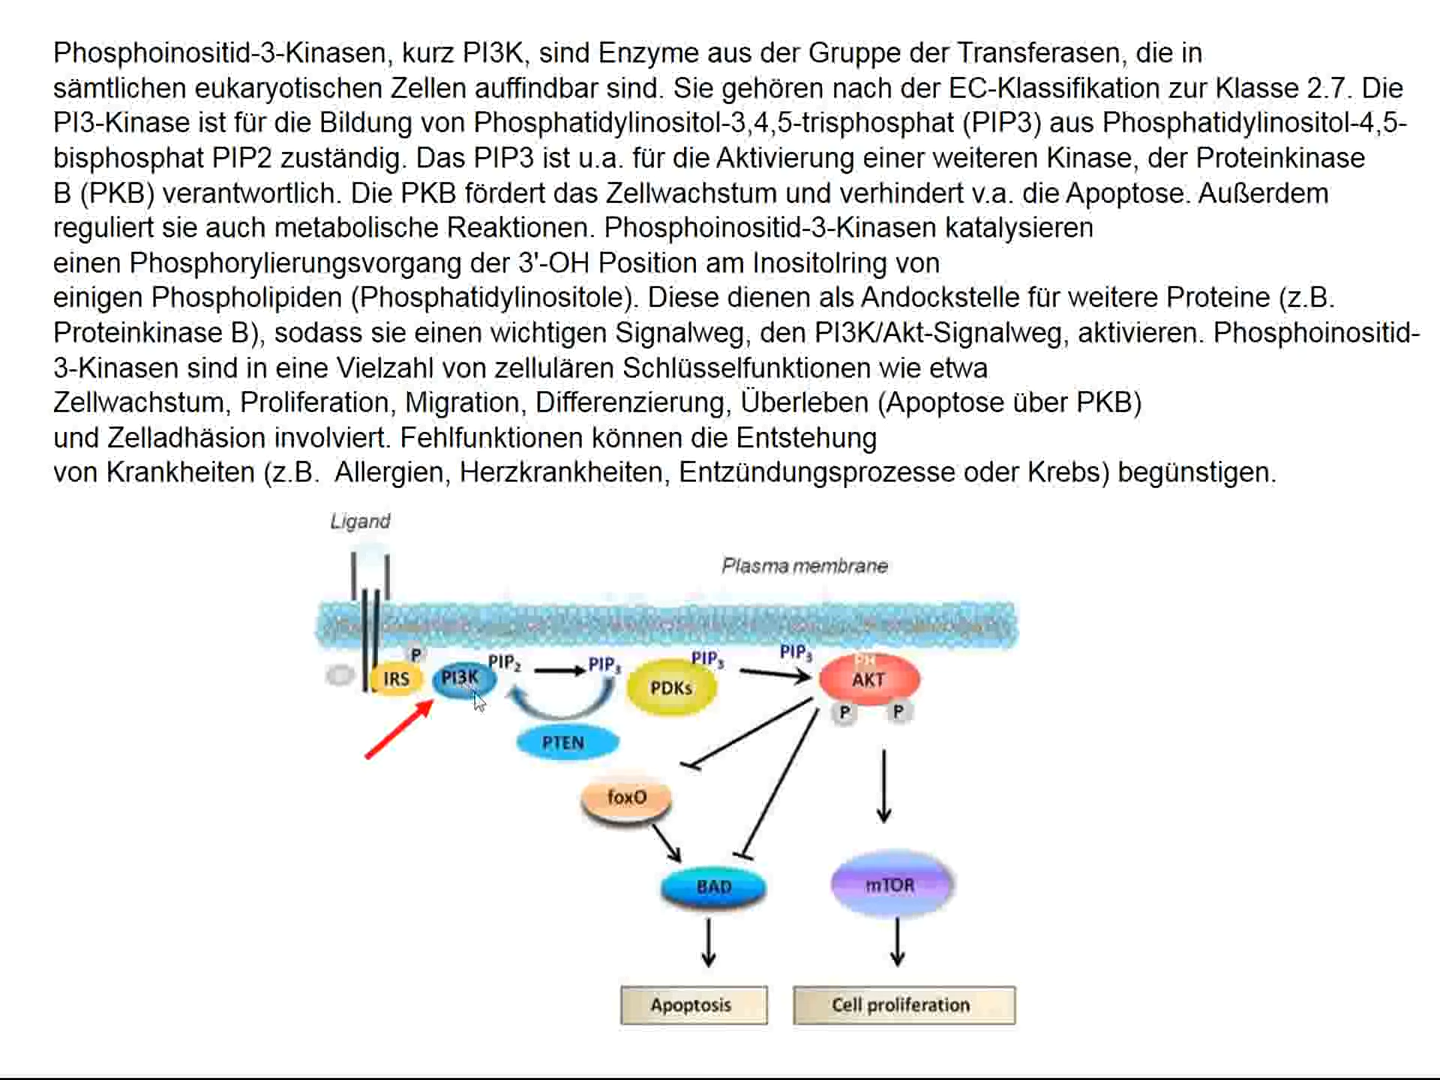 Phosphoinositid-3-Kinasen, kurz PI3K, sind Enzyme aus der Gruppe der Transferasen, die in
sämtlichen eukaryotischen Zellen auffindbar sind. Sie gehören nach der EC-Klassifikation zur Klasse 2.7. Die
PI3-Kinase ist für die Bildung von Phosphatidylinositol-3,4,5-trisphosphat (PIP3) aus Phosphatidylinositol-4,5-
bisphosphat PIP2 zuständig. Das PIP3 ist u.a. für die Aktivierung einer weiteren Kinase, der Proteinkinase
B (PKB) verantwortlich. Die PKB fördert das Zellwachstum und verhindert v.a. die Apoptose. Außerdem
reguliert sie auch metabolische Reaktionen. Phosphoinositid-3-Kinasen katalysieren
einen Phosphorylierungsvorgang der 3'-OH Position am Inositolring von
einigen Phospholipiden (Phosphatidylinositole). Diese dienen als Andockstelle für weitere Proteine (z.B.
Proteinkinase B), sodass sie einen wichtigen Signalweg, den PI3K/Akt-Signalweg, aktivieren. Phosphoinositid-
3-Kinasen sind in eine Vielzahl von zellulären Schlüsselfunktionen wie etwa
Zellwachstum, Proliferation, Migration, Differenzierung, Überleben (Apoptose über PKB)
und Zelladhäsion involviert. Fehlfunktionen können die Entstehung
von Krankheiten (z.B.  Allergien, Herzkrankheiten, Entzündungsprozesse oder Krebs) begünstigen.
Ligand
Plasma membrane
P
IRS
PI3K
PIP2
PIP3
PIP3
PDKs
PIP3
PH
AKT
P
P
PTEN
foxO
BAD
mTOR
Apoptosis
Cell proliferation